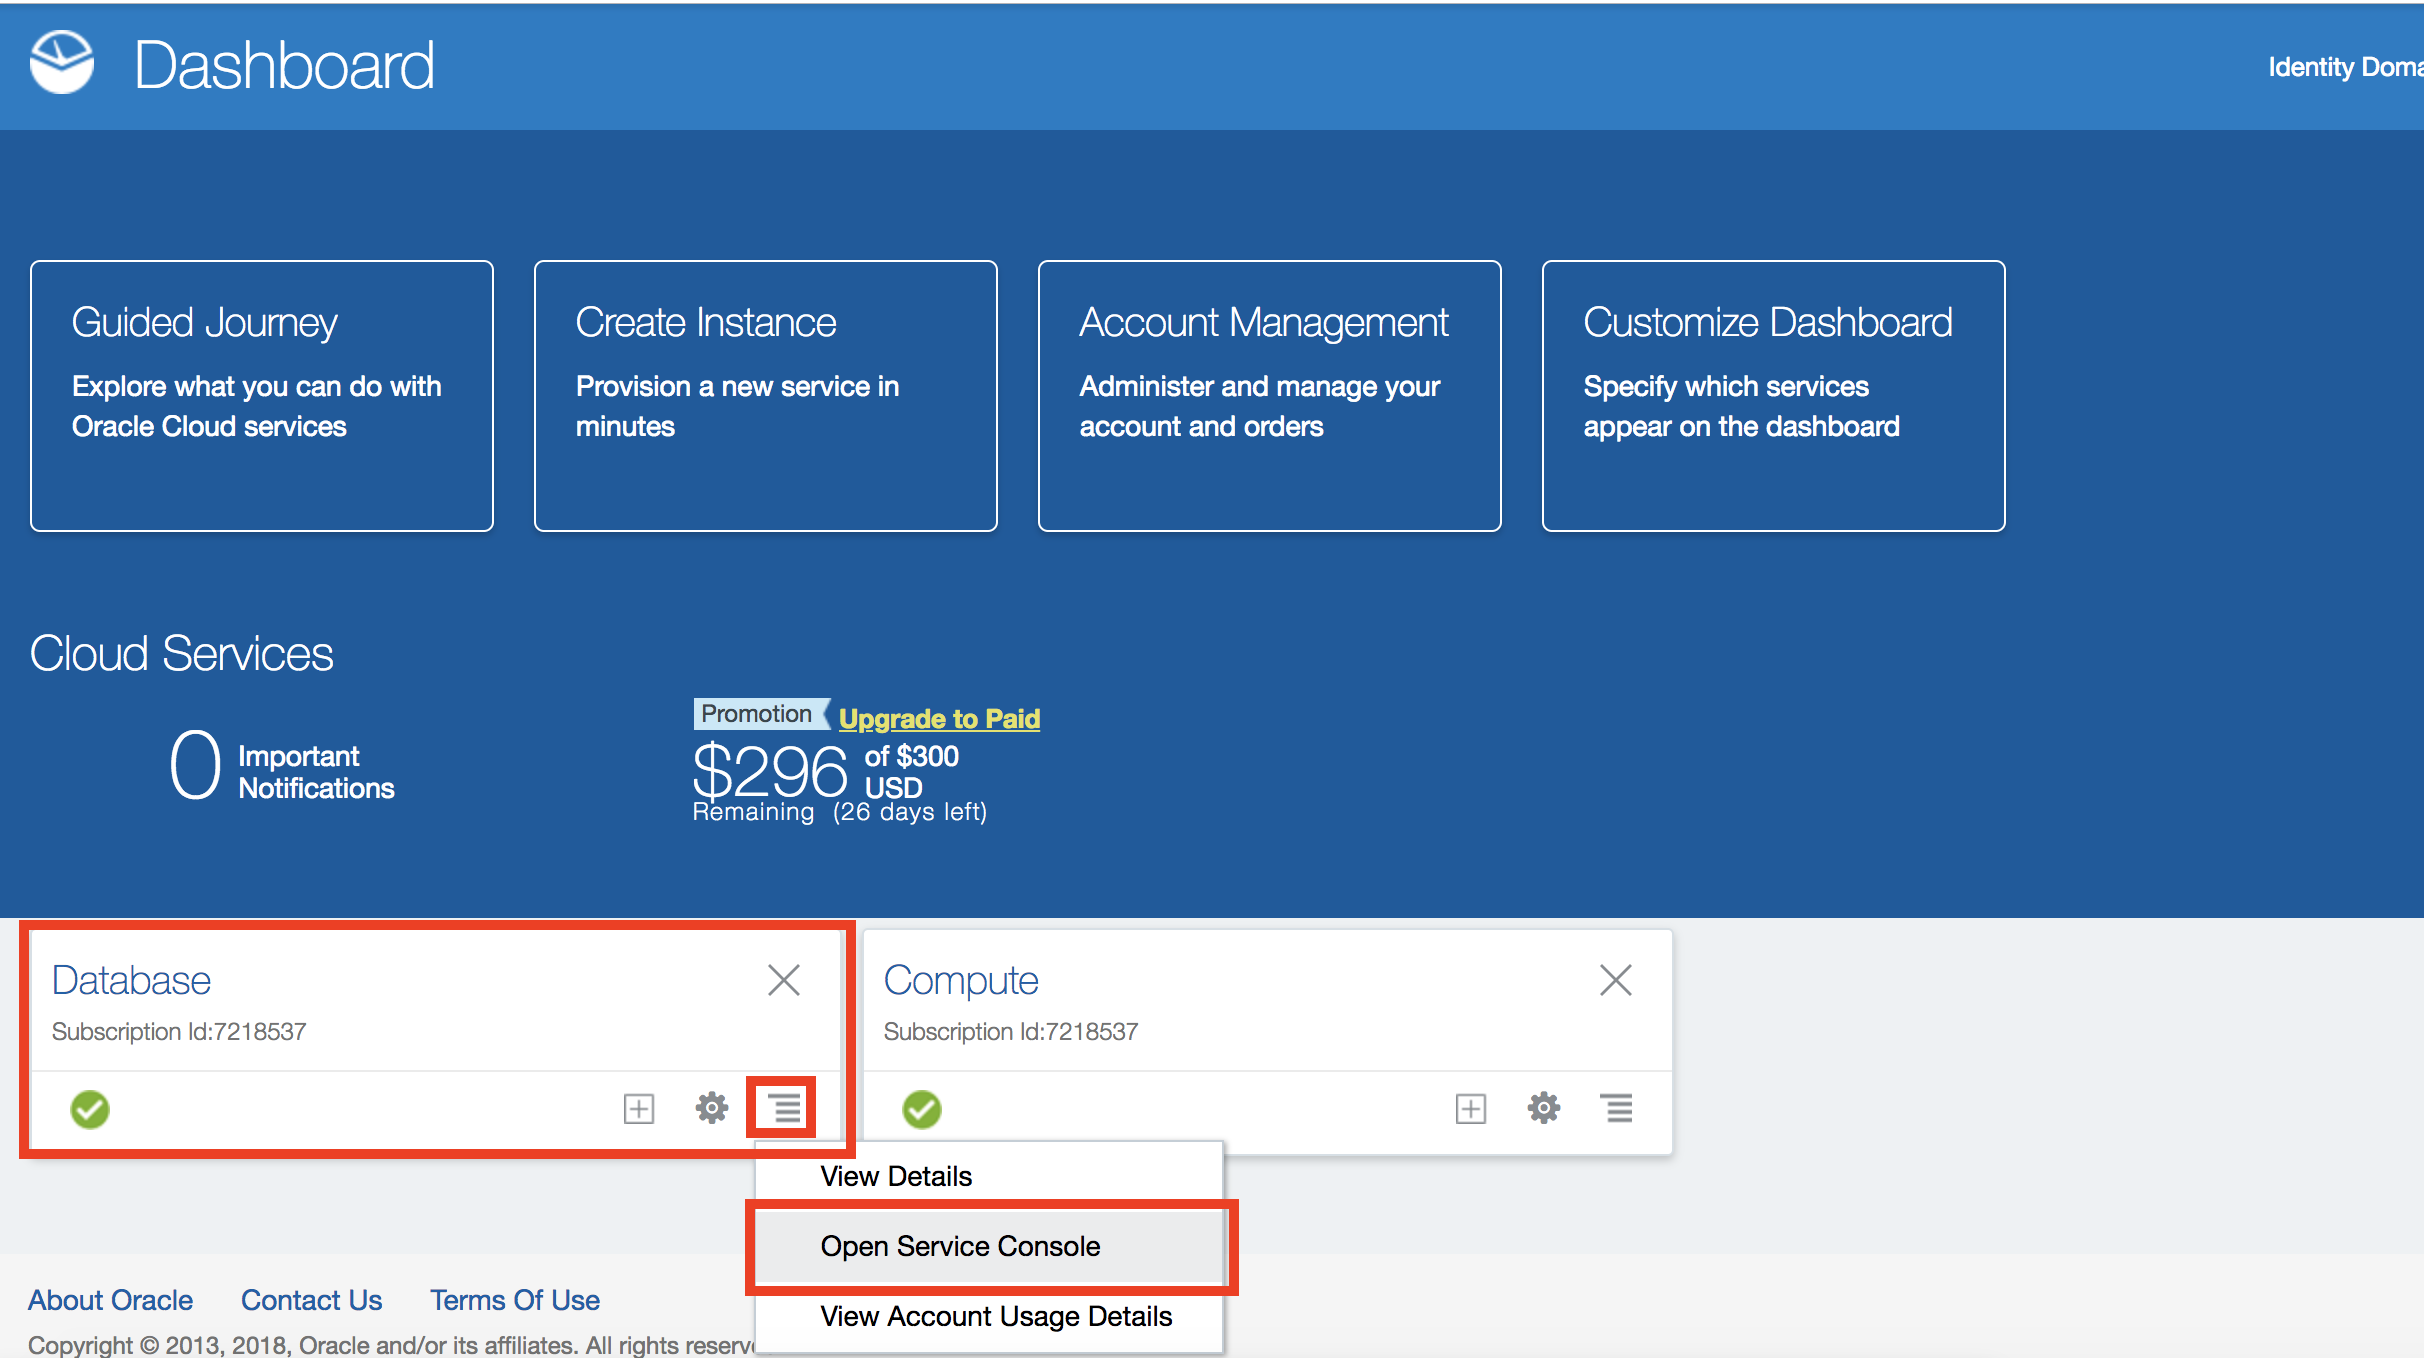 Dashboard
Identity Doma
Guided Journey
Explore what you can do with
Oracle Cloud services
Create Instance
Provision a new service in
minutes
Account Management
Administer and manage your
account and orders
Customize Dashboard
Specify which services
appear on the dashboard
Cloud Services
0 Important
Notifications
Promotion Upgrade to Paid
$296 of $300
USD
Remaining (26 days left)
Database
Subscription Id:7218537
Compute
Subscription Id:7218537
View Details
Open Service Console
View Account Usage Details
About Oracle Contact Us Terms Of Use
Copyright © 2013, 2018, Oracle and/or its affiliates. All rights reserve